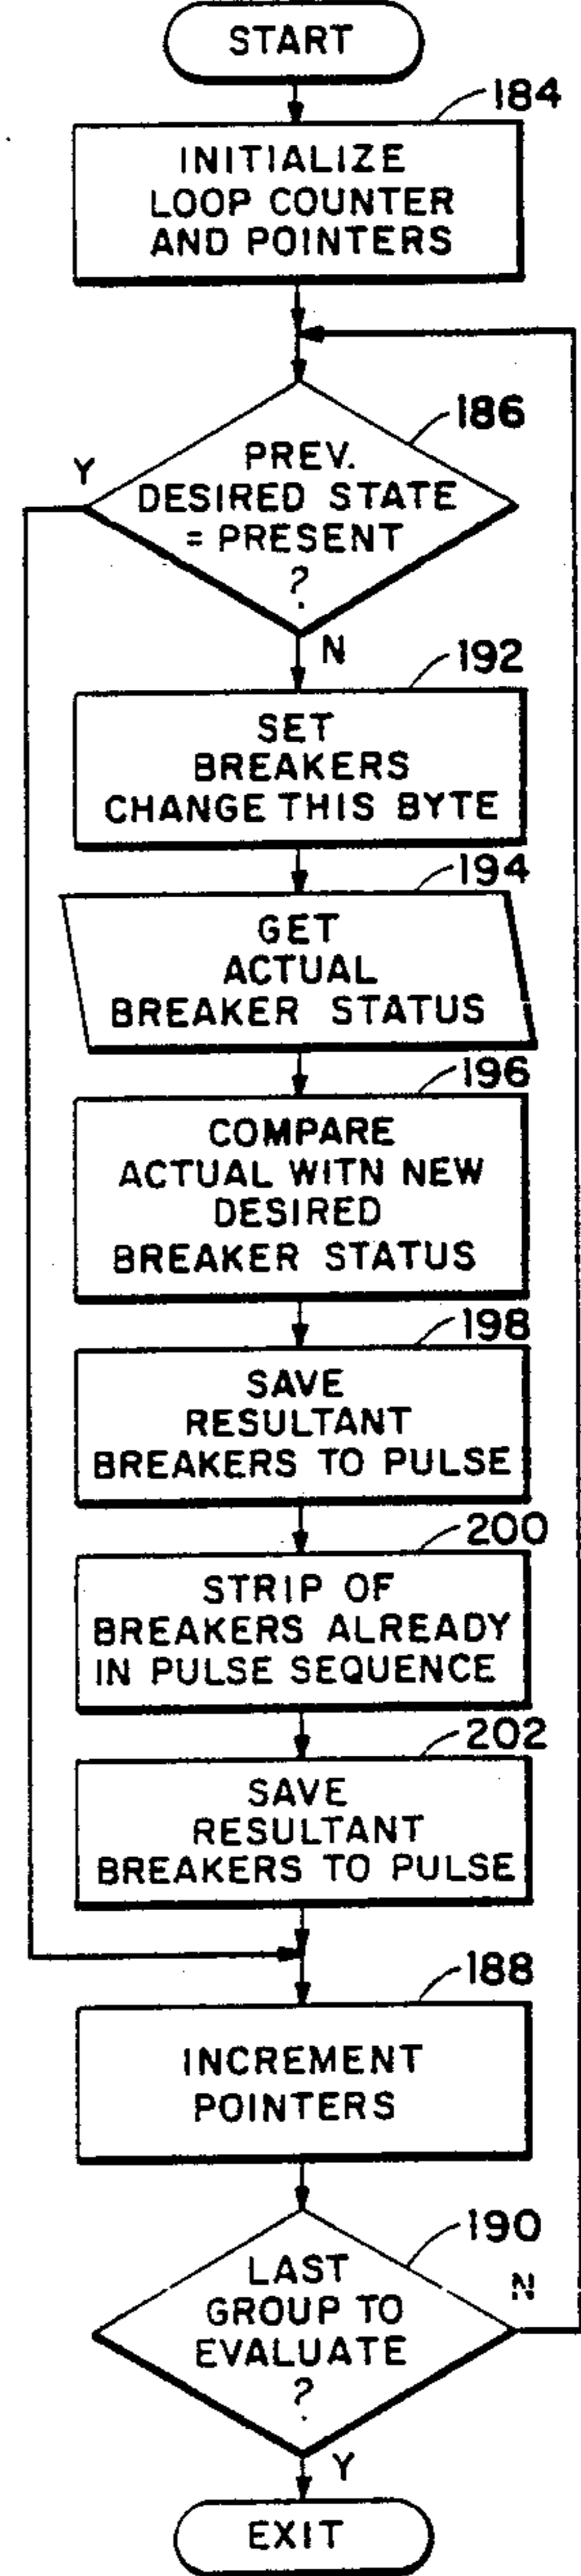 START
184
INITIALIZE
LOOP COUNTER
AND POINTERS
186
Y
PREV.
DESIRED STATE
= PRESENT
?
N
192
SET
BREAKERS
CHANGE THIS BYTE
194
GET
ACTUAL
BREAKER STATUS
196
COMPARE
ACTUAL WITN NEW
DESIRED
BREAKER STATUS
198
SAVE
RESULTANT
BREAKERS TO PULSE
200
STRIP OF
BREAKERS ALREADY
IN PULSE SEQUENCE
202
SAVE
RESULTANT
BREAKERS TO PULSE
188
INCREMENT
POINTERS
190
LAST
GROUP TO
EVALUATE
?
N
Y
EXIT